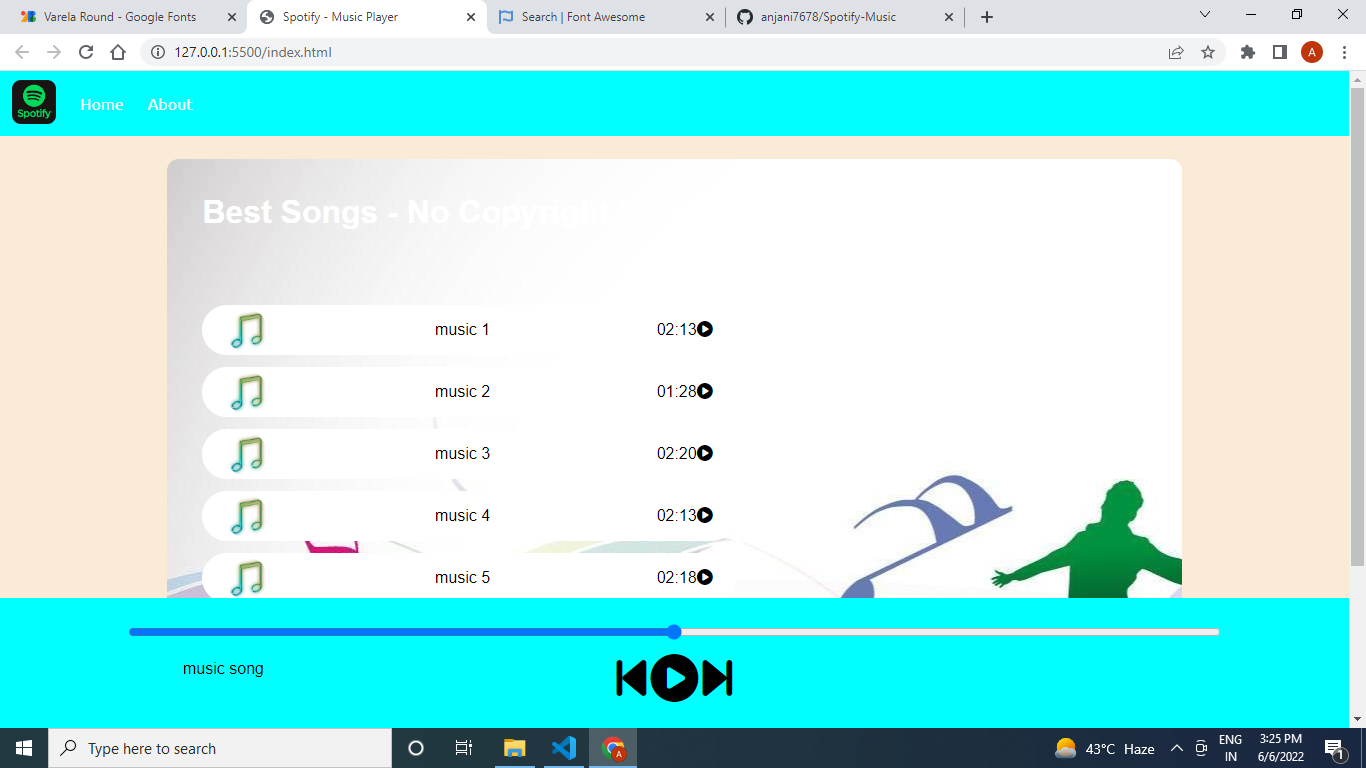 Varela Round - Google Fonts
Spotify - Music Player
Search | Font Awesome
anjani7678/Spotify-Music
127.0.0.1:5500/index.html
A
Spotify
Home
About
Best Songs - No Copyright
music 1
02:13
music 2
01:28
music 3
02:20
music 4
02:13
music 5
02:18
music song
Type here to search
A
43°C Haze
ENG
IN
3:25 PM
6/6/2022
1